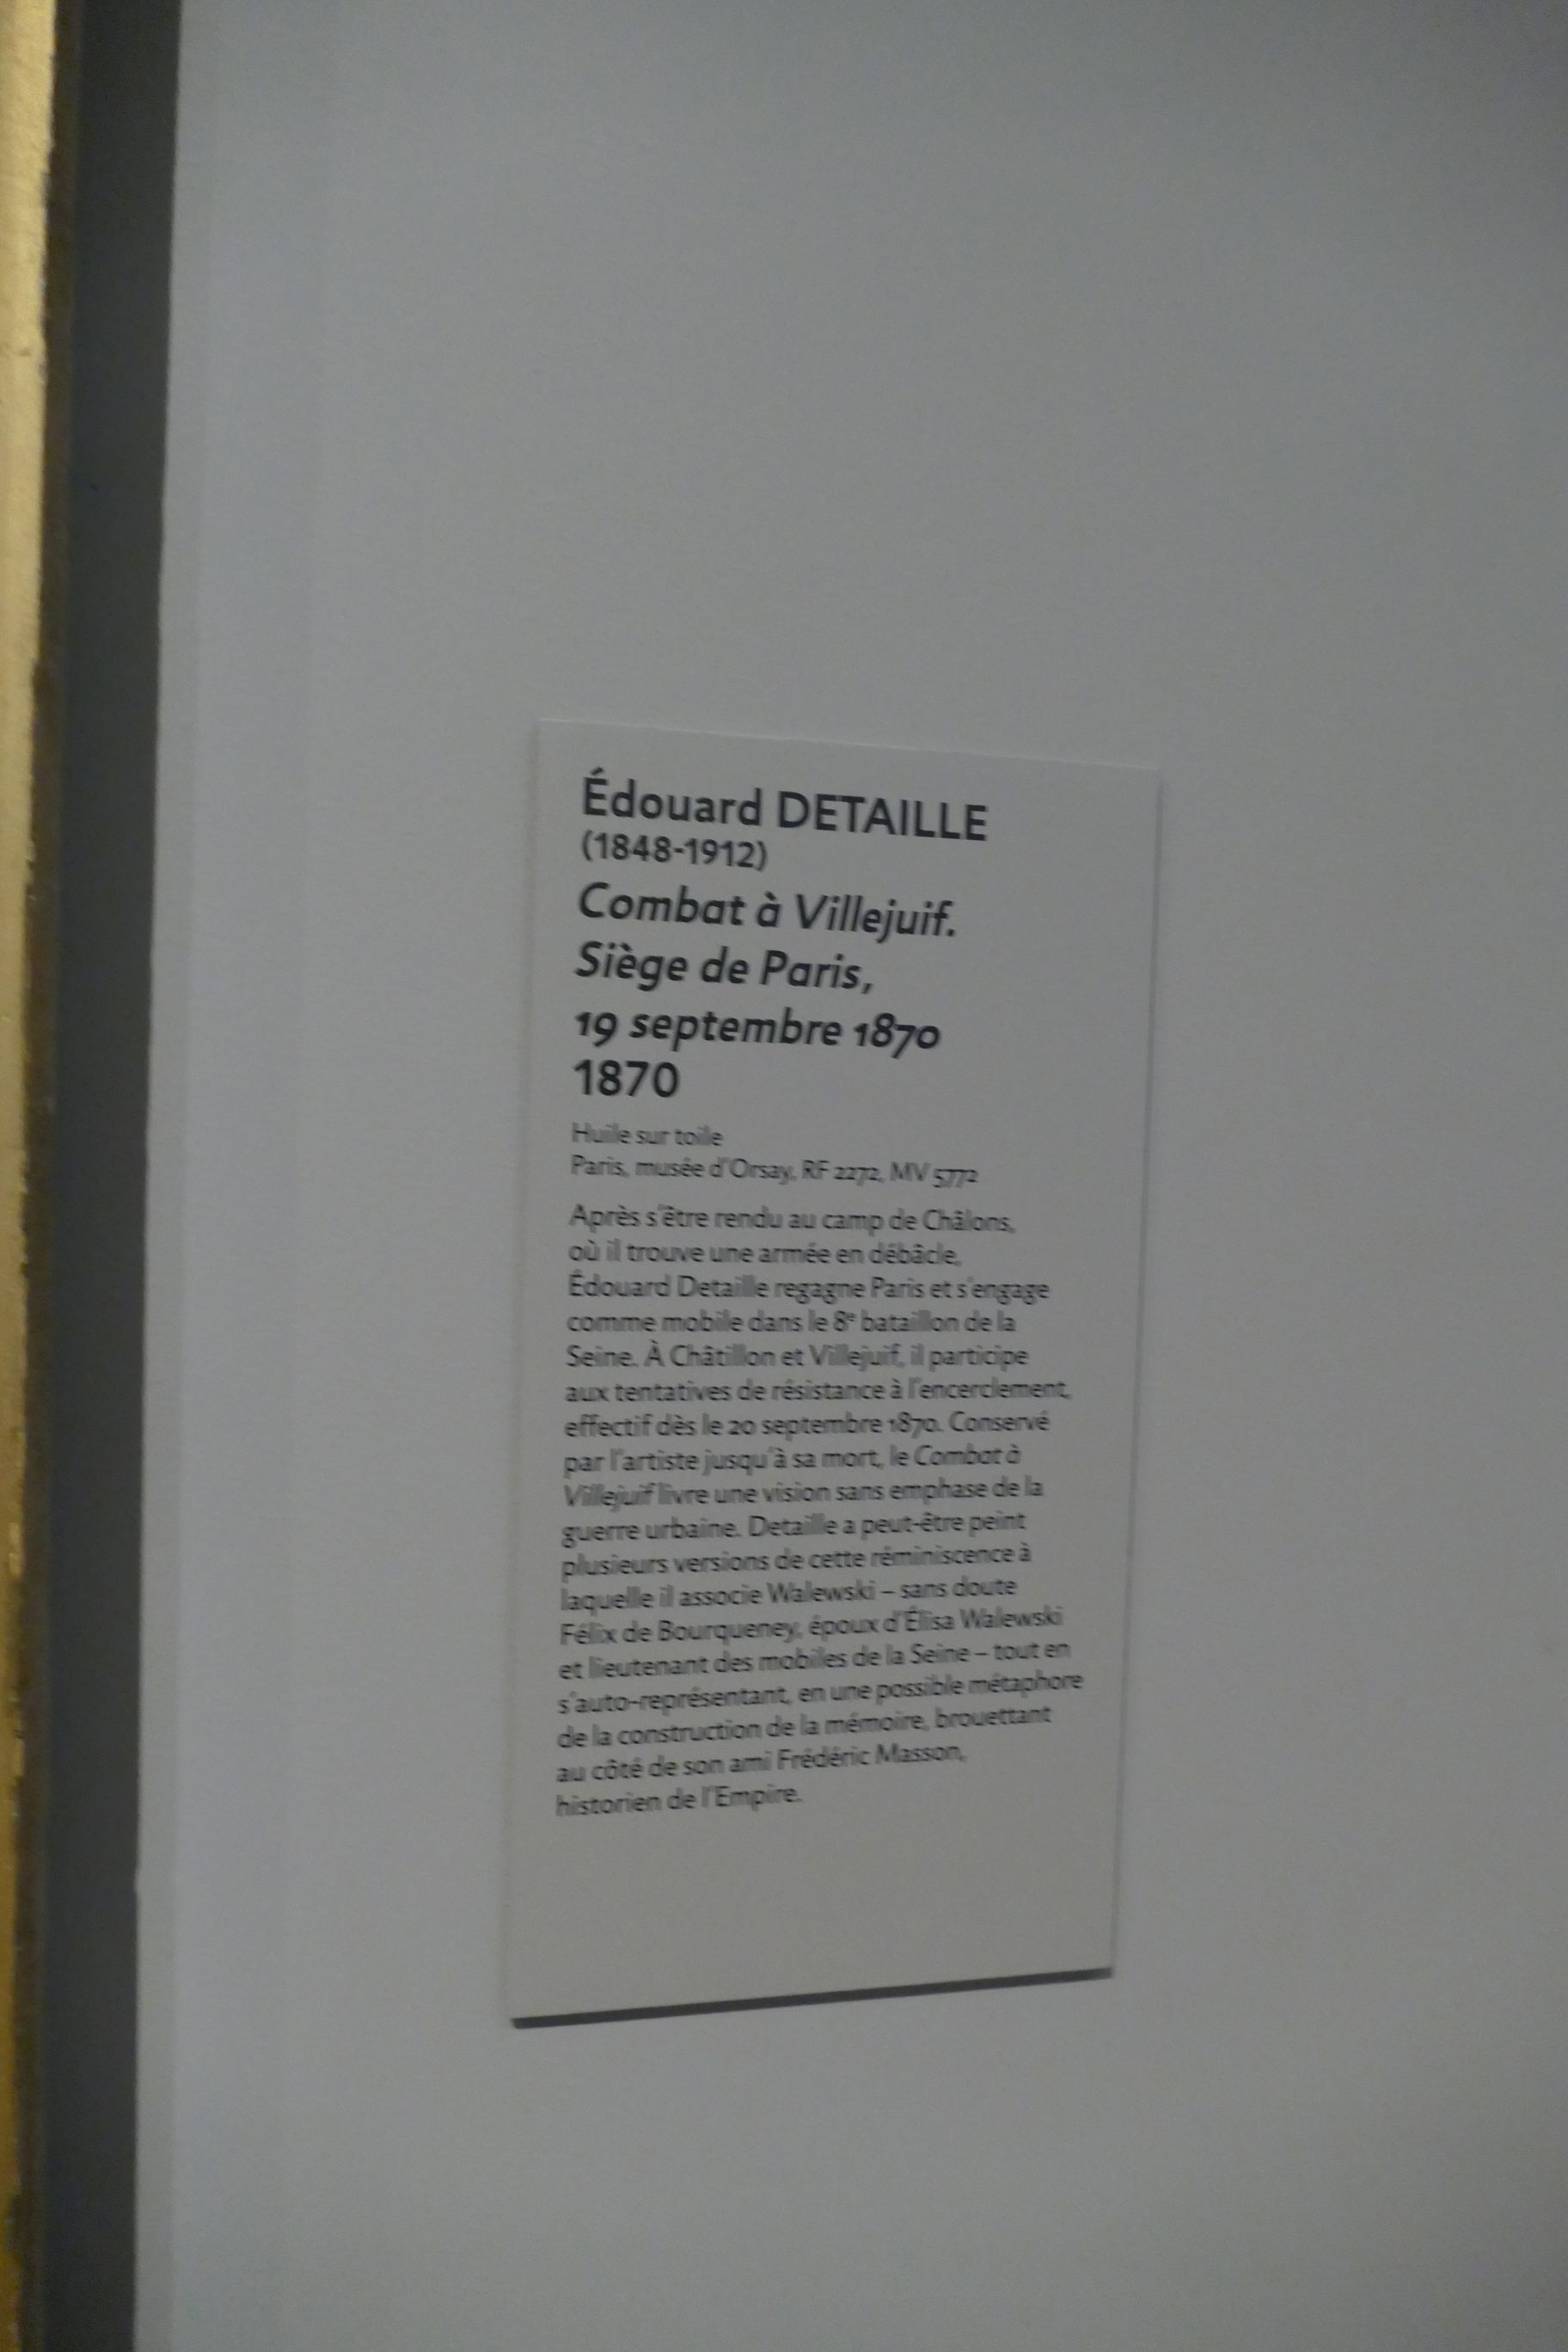 Édouard DETAILLE
(1848-1912)
Combat à Villejuif.
Siège de Paris,
19 septembre 1870
1870
Huile sur toile
Paris, musée d'Orsay, RF 2272, MV 5772
Après s'être rendu au camp de Châlons,
où il trouve une armée en débâcle,
Édouard Detaille regagne Paris et s'engage
comme mobile dans le 8e bataillon de la
Seine. À Châtillon et Villejuif, il participe
aux tentatives de résistance à l'encerclement,
effectif dès le 20 septembre 1870. Conservé
par l'artiste jusqu'à sa mort, le Combat à
Villejuif livre une vision sans emphase de la
guerre urbaine. Detaille a peut-être peint
plusieurs versions de cette réminiscence à
laquelle il associe Walewski – sans doute
Félix de Bourqueney, époux d'Élisa Walewski
et lieutenant des mobiles de la Seine – tout en
s'auto-représentant, en une possible métaphore
de la construction de la mémoire, brouettant
au côté de son ami Frédéric Masson,
historien de l'Empire.